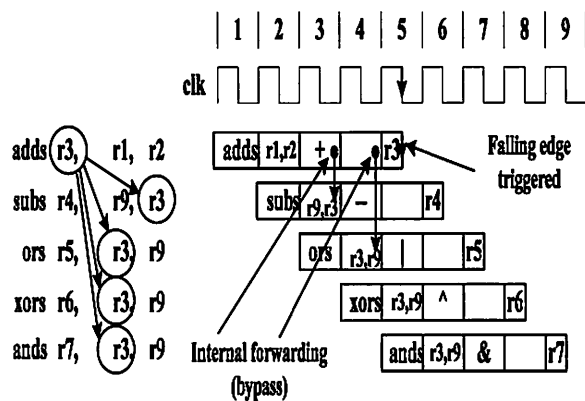 1 2 3 4 5 6 7 8 9
clk
adds r3, r1, r2
adds r1,r2 + r3
Falling edge
triggered
subs r4, r9, r3
subs r9,r3 − r4
ors r5, r3, r9
ors r3,r9 | r5
xors r6, r3, r9
xors r3,r9 ^ r6
ands r7, r3, r9
ands r3,r9 & r7
Internal forwarding
(bypass)